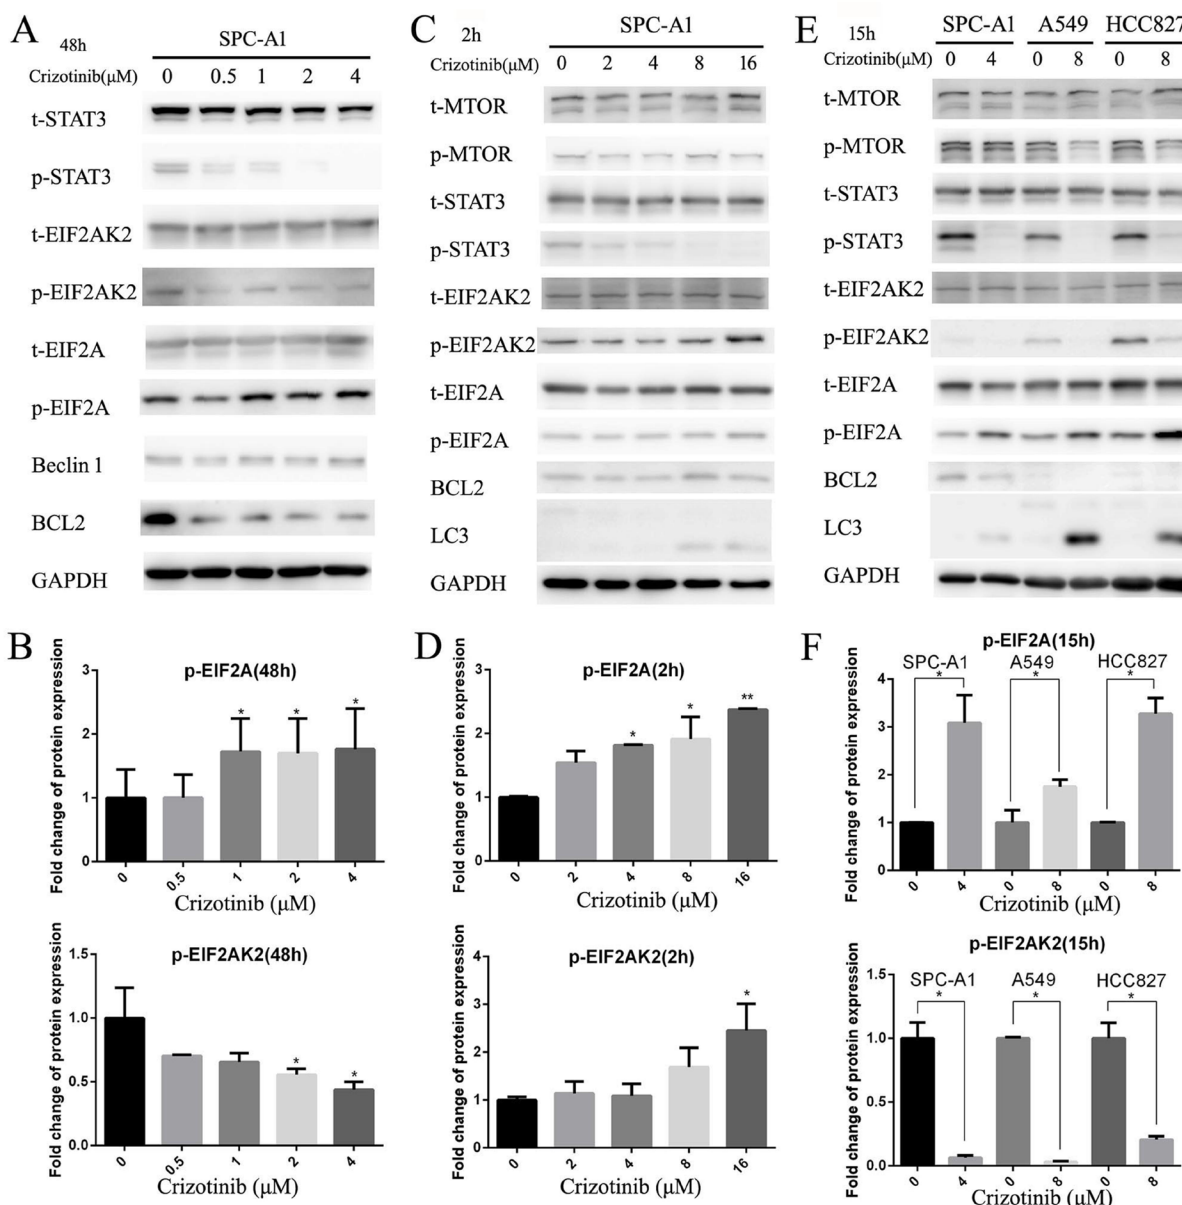 A
48h
SPC-A1
Crizotinib(μM) 0 0.5 1 2 4
t-STAT3
p-STAT3
t-EIF2AK2
p-EIF2AK2
t-EIF2A
p-EIF2A
Beclin 1
BCL2
GAPDH
C
2h
SPC-A1
Crizotinib(μM) 0 2 4 8 16
t-MTOR
p-MTOR
t-STAT3
p-STAT3
t-EIF2AK2
p-EIF2AK2
t-EIF2A
p-EIF2A
BCL2
LC3
GAPDH
E
15h
SPC-A1 A549 HCC827
Crizotinib(μM) 0 4 0 8 0 8
t-MTOR
p-MTOR
t-STAT3
p-STAT3
t-EIF2AK2
p-EIF2AK2
t-EIF2A
p-EIF2A
BCL2
LC3
GAPDH
B
p-EIF2A(48h)
Fold change of protein expression
3
2
1
0
* * *
0 0.5 1 2 4
Crizotinib (μM)
p-EIF2AK2(48h)
Fold change of protein expression
1.5
1.0
0.5
0.0
* *
0 0.5 1 2 4
Crizotinib (μM)
D
p-EIF2A(2h)
Fold change of protein expression
3
2
1
0
* * **
0 2 4 8 16
Crizotinib (μM)
p-EIF2AK2(2h)
Fold change of protein expression
4
3
2
1
0
*
0 2 4 8 16
Crizotinib (μM)
F
p-EIF2A(15h)
SPC-A1 A549 HCC827
* * *
Fold change of protein expression
4
3
2
1
0
0 4 0 8 0 8
Crizotinib (μM)
p-EIF2AK2(15h)
SPC-A1 A549 HCC827
* * *
Fold change of protein expression
1.5
1.0
0.5
0.0
0 4 0 8 0 8
Crizotinib (μM)